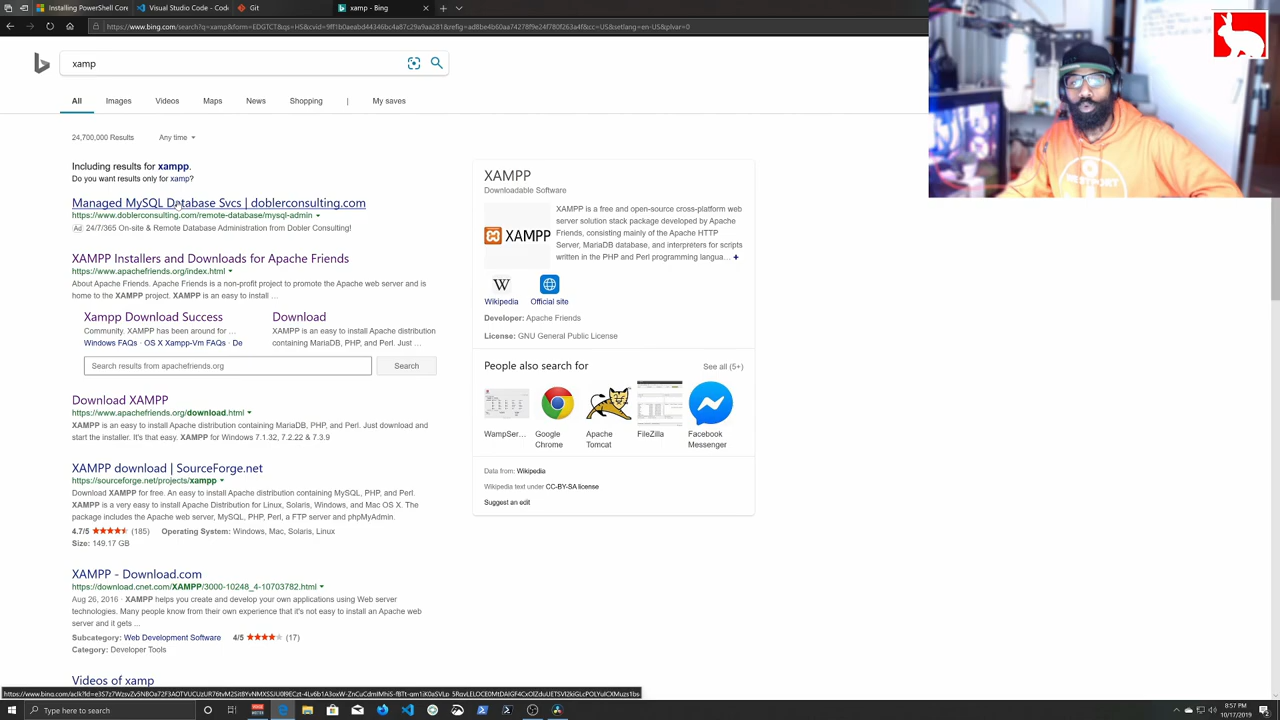 Installing PowerShell Core
Visual Studio Code - Code
Git
xamp - Bing
xamp
All
Images
Videos
Maps
News
Shopping
|
My saves
24,700,000 Results
Any time
Including results for xampp.
Do you want results only for xamp?
Managed MySQL Database Svcs | doblerconsulting.com
https://www.doblerconsulting.com/remote-database/mysql-admin
Ad 24/7/365 On-site & Remote Database Administration from Dobler Consulting!
XAMPP Installers and Downloads for Apache Friends
https://www.apachefriends.org/index.html
About Apache Friends. Apache Friends is a non-profit project to promote the Apache web server and is
home to the XAMPP project. XAMPP is an easy to install ...
Xampp Download Success
Community. XAMPP has been around for ...
Windows FAQs · OS X Xampp-Vm FAQs · De
Download
XAMPP is an easy to install Apache distribution
containing MariaDB, PHP, and Perl. Just ...
Search results from apachefriends.org
Search
Download XAMPP
https://www.apachefriends.org/download.html
XAMPP is an easy to install Apache distribution containing MariaDB, PHP, and Perl. Just download and
start the installer. It's that easy. XAMPP for Windows 7.1.32, 7.2.22 & 7.3.9
XAMPP download | SourceForge.net
https://sourceforge.net/projects/xampp
Download XAMPP for free. An easy to install Apache distribution containing MySQL, PHP, and Perl.
XAMPP is a very easy to install Apache Distribution for Linux, Solaris, Windows, and Mac OS X. The
package includes the Apache web server, MySQL, PHP, Perl, a FTP server and phpMyAdmin.
4.7/5 (185) Operating System: Windows, Mac, Solaris, Linux
Size: 149.17 GB
XAMPP - Download.com
https://download.cnet.com/XAMPP/3000-10248_4-10703782.html
Aug 26, 2016 · XAMPP helps you create and develop your own applications using Web server
technologies. Many people know from their own experience that it's not easy to install an Apache web
server and it gets ...
Subcategory: Web Development Software 4/5 (17)
Category: Developer Tools
Videos of xamp
XAMPP
Downloadable Software
XAMPP
XAMPP is a free and open-source cross-platform web
server solution stack package developed by Apache
Friends, consisting mainly of the Apache HTTP
Server, MariaDB database, and interpreters for scripts
written in the PHP and Perl programming langua... +
W
Wikipedia
Official site
Developer: Apache Friends
License: GNU General Public License
People also search for
See all (5+)
WampSer...
Google
Chrome
Apache
Tomcat
FileZilla
Facebook
Messenger
Data from: Wikipedia
Wikipedia text under CC-BY-SA license
Suggest an edit
Type here to search
8:57 PM
10/17/2019